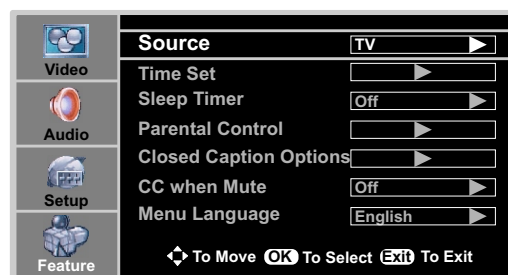 Video
Audio
Setup
Feature
Source TV
Time Set
Sleep Timer Off
Parental Control
Closed Caption Options
CC when Mute Off
Menu Language English
To Move OK To Select Exit To Exit